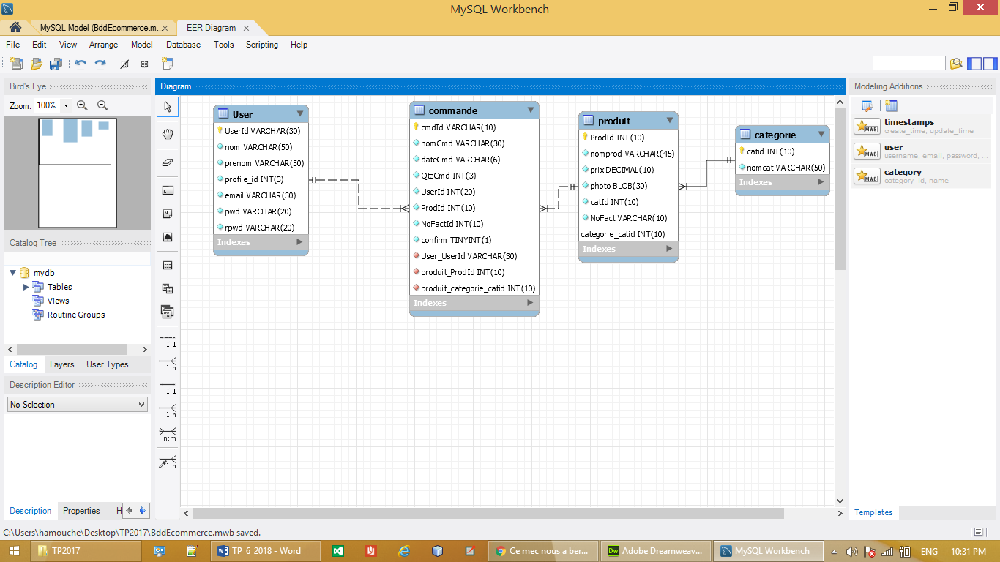 MySQL Workbench
MySQL Model (BddEcommerce.m...
EER Diagram
File Edit View Arrange Model Database Tools Scripting Help
Bird's Eye
Zoom: 100%
Diagram
User
UserId VARCHAR(30)
nom VARCHAR(50)
prenom VARCHAR(50)
profile_id INT(3)
email VARCHAR(30)
pwd VARCHAR(20)
rpwd VARCHAR(20)
Indexes
commande
cmdId VARCHAR(10)
nomCmd VARCHAR(30)
dateCmd VARCHAR(6)
QteCmd INT(3)
UserId INT(20)
ProdId INT(10)
NoFactId INT(10)
confirm TINYINT(1)
User_UserId VARCHAR(30)
produit_ProdId INT(10)
produit_categorie_catid INT(10)
Indexes
produit
ProdId INT(10)
nomprod VARCHAR(45)
prix DECIMAL(10)
photo BLOB(30)
catId INT(10)
NoFact VARCHAR(10)
categorie_catid INT(10)
Indexes
categorie
catid INT(10)
nomcat VARCHAR(50)
Indexes
Modeling Additions
MWB
timestamps
create_time, update_time
MWB
user
username, email, password, ...
MWB
category
category_id, name
Catalog Tree
mydb
Tables
Views
Routine Groups
Catalog Layers User Types
Description Editor
No Selection
1:1
1:n
1:1
1:n
n:m
1:n
Description Properties H
Templates
C:\Users\hamouche\Desktop\TP2017\BddEcommerce.mwb saved.
TP2017
TP_6_2018 - Word
Ce mec nous a ber...
Dw
Adobe Dreamweav...
MySQL Workbench
ENG
10:31 PM